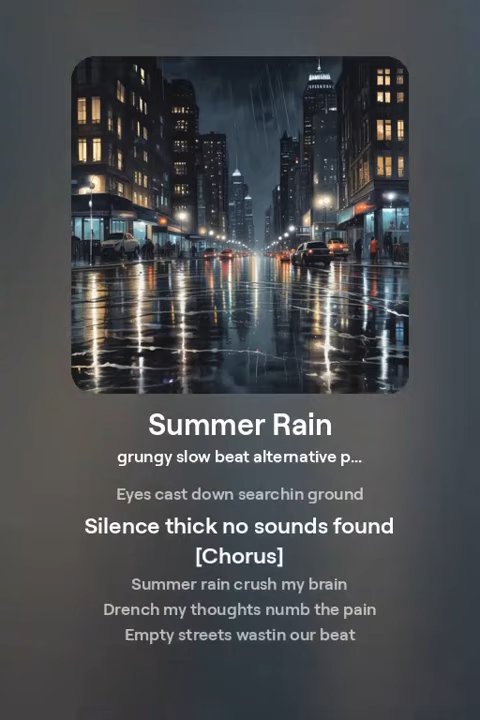 Summer Rain
grungy slow beat alternative p...
Eyes cast down searchin ground
Silence thick no sounds found
[Chorus]
Summer rain crush my brain
Drench my thoughts numb the pain
Empty streets wastin our beat